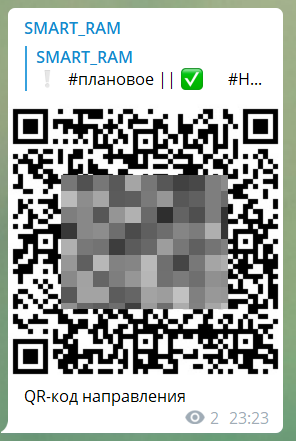 SMART_RAM
SMART_RAM
❕ #плановое || ✅ #Н...
QR-код направления
2 23:23